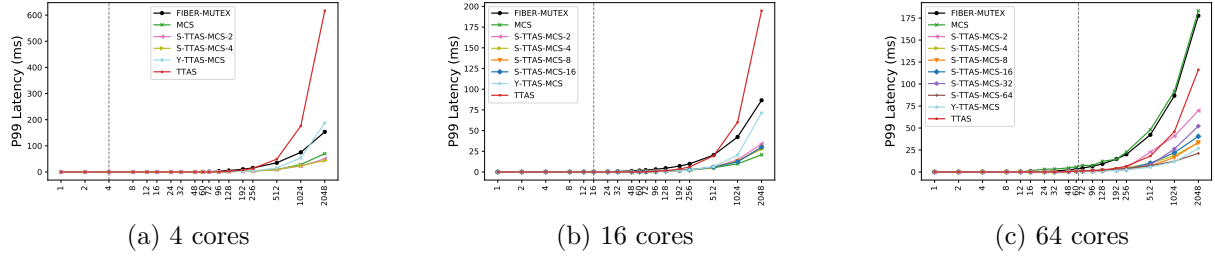 P99 Latency (ms)
600
500
400
300
200
100
0
FIBER-MUTEX
MCS
S-TTAS-MCS-2
S-TTAS-MCS-4
Y-TTAS-MCS
TTAS
1 2 4 8 12 16 24 32 48 60 72 96 128 192 256 512 1024 2048
(a) 4 cores
P99 Latency (ms)
200
175
150
125
100
75
50
25
0
FIBER-MUTEX
MCS
S-TTAS-MCS-2
S-TTAS-MCS-4
S-TTAS-MCS-8
S-TTAS-MCS-16
Y-TTAS-MCS
TTAS
1 2 4 8 12 16 24 32 48 60 72 96 128 192 256 512 1024 2048
(b) 16 cores
P99 Latency (ms)
175
150
125
100
75
50
25
0
FIBER-MUTEX
MCS
S-TTAS-MCS-2
S-TTAS-MCS-4
S-TTAS-MCS-8
S-TTAS-MCS-16
S-TTAS-MCS-32
S-TTAS-MCS-64
Y-TTAS-MCS
TTAS
1 2 4 8 12 16 24 32 48 60 72 96 128 192 256 512 1024 2048
(c) 64 cores